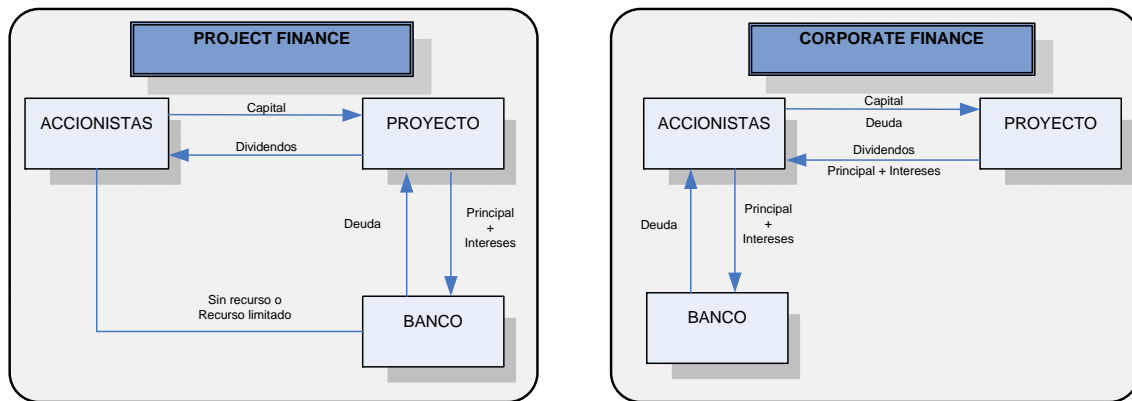 PROJECT FINANCE
ACCIONISTAS
Capital
PROYECTO
Dividendos
Deuda
Principal
+
Intereses
Sin recurso o
Recurso limitado
BANCO
CORPORATE FINANCE
ACCIONISTAS
Capital
Deuda
PROYECTO
Dividendos
Principal + Intereses
Deuda
Principal
+
Intereses
BANCO